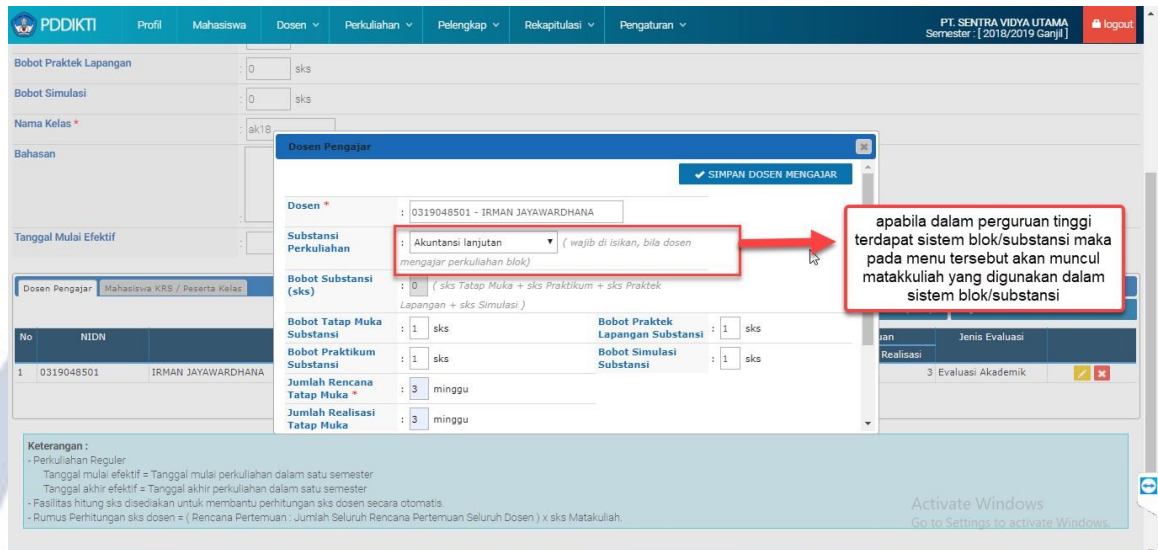 PDDIKTI Profil Mahasiswa Dosen Perkuliahan Pelengkap Rekapitulasi Pengaturan PT. SENTRA VIDYA UTAMA logout
Semester : [ 2018/2019 Ganjil ]
Bobot Praktek Lapangan : 0 sks
Bobot Simulasi : 0 sks
Nama Kelas * : ak18
Bahasan :
Tanggal Mulai Efektif :
Dosen Pengajar
SIMPAN DOSEN MENGAJAR
Dosen * : 0319048501 - IRMAN JAYAWARDHANA
Substansi Perkuliahan : Akuntansi lanjutan ( wajib di isikan, bila dosen
mengajar perkuliahan blok)
Bobot Substansi (sks) : 0 ( sks Tatap Muka + sks Praktikum + sks Praktek
Lapangan + sks Simulasi )
Bobot Tatap Muka Substansi : 1 sks Bobot Praktek Lapangan Substansi : 1 sks
Bobot Praktikum Substansi : 1 sks Bobot Simulasi Substansi : 1 sks
Jumlah Rencana Tatap Muka * : 3 minggu
Jumlah Realisasi Tatap Muka : 3 minggu
apabila dalam perguruan tinggi
terdapat sistem blok/substansi maka
pada menu tersebut akan muncul
matakkuliah yang digunakan dalam
sistem blok/substansi
Dosen Pengajar Mahasiswa KRS / Peserta Kelas
No NIDN uan Jenis Evaluasi
Realisasi
1 0319048501 IRMAN JAYAWARDHANA 3 Evaluasi Akademik
Keterangan :
- Perkuliahan Reguler
Tanggal mulai efektif = Tanggal mulai perkuliahan dalam satu semester
Tanggal akhir efektif = Tanggal akhir perkuliahan dalam satu semester
- Fasilitas hitung sks disediakan untuk membantu perhitungan sks dosen secara otomatis.
- Rumus Perhitungan sks dosen = ( Rencana Pertemuan : Jumlah Seluruh Rencana Pertemuan Seluruh Dosen ) x sks Matakuliah.
Activate Windows
Go to Settings to activate Windows.